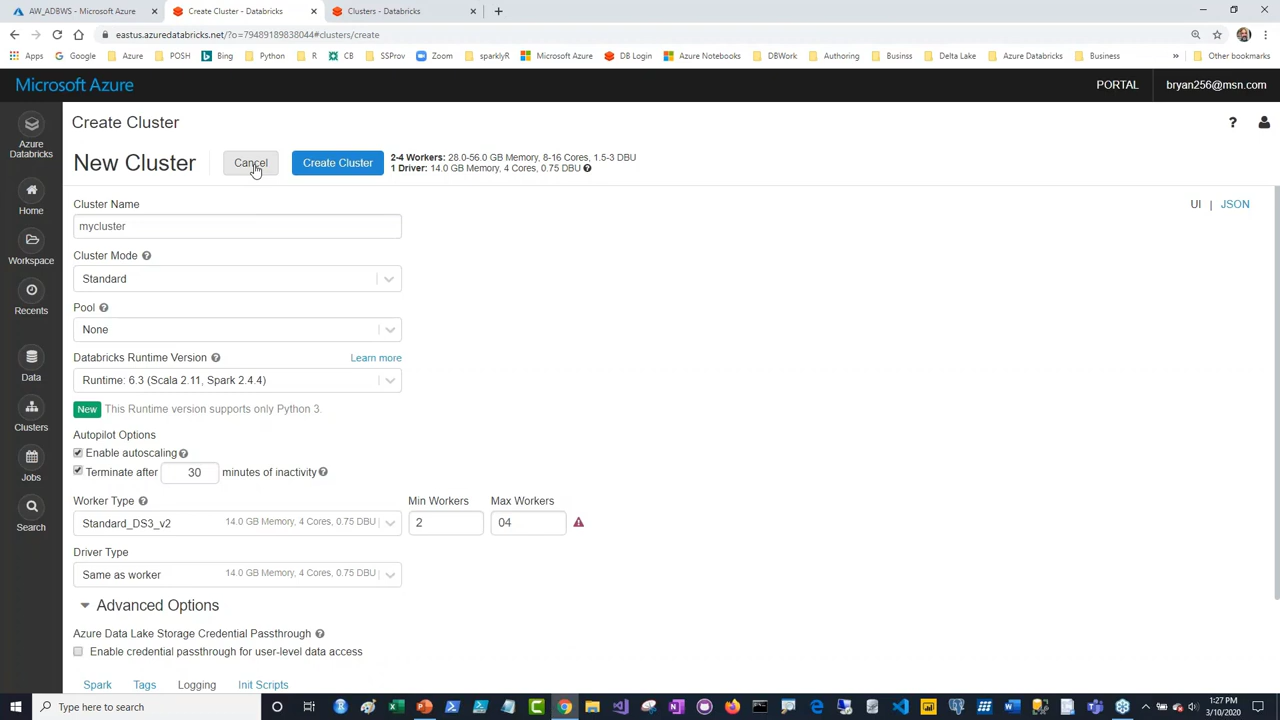 AW_ADBWS - Microsoft Azure
Create Cluster - Databricks
Clusters - Databricks
eastus.azuredatabricks.net/?o=79489189838044#clusters/create
Apps Google Azure POSH Bing Python R CB SSProv Zoom sparklyR Microsoft Azure DB Login Azure Notebooks DBWork Authoring Businss Delta Lake Azure Databricks Business » Other bookmarks
Microsoft Azure PORTAL bryan256@msn.com
Azure Databricks
Home
Workspace
Recents
Data
Clusters
Jobs
Search
Create Cluster
?
New Cluster Cancel Create Cluster
2-4 Workers: 28.0-56.0 GB Memory, 8-16 Cores, 1.5-3 DBU
1 Driver: 14.0 GB Memory, 4 Cores, 0.75 DBU ?
UI | JSON
Cluster Name
mycluster
Cluster Mode ?
Standard
Pool ?
None
Databricks Runtime Version ? Learn more
Runtime: 6.3 (Scala 2.11, Spark 2.4.4)
New This Runtime version supports only Python 3.
Autopilot Options
Enable autoscaling ?
Terminate after 30 minutes of inactivity ?
Worker Type ? Min Workers Max Workers
Standard_DS3_v2 14.0 GB Memory, 4 Cores, 0.75 DBU 2 04
Driver Type
Same as worker 14.0 GB Memory, 4 Cores, 0.75 DBU
Advanced Options
Azure Data Lake Storage Credential Passthrough ?
Enable credential passthrough for user-level data access
Spark Tags Logging Init Scripts
Type here to search
1:27 PM
3/10/2020